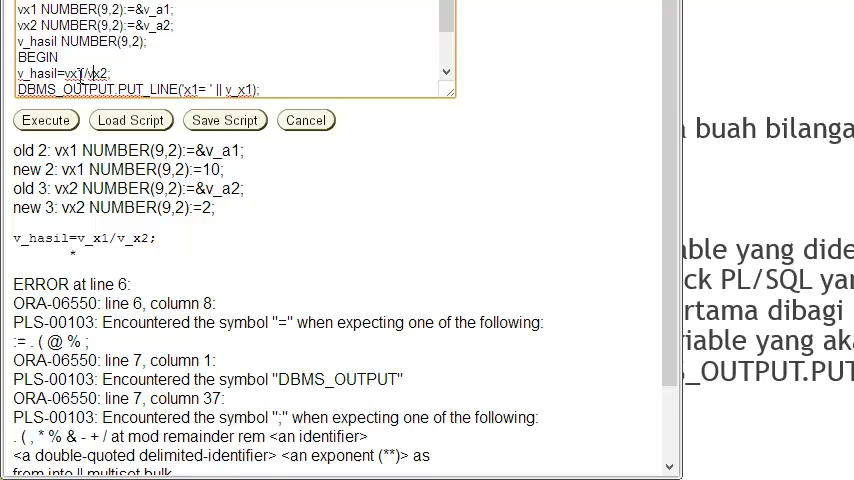 vx1 NUMBER(9,2):=&v_a1;
vx2 NUMBER(9,2):=&v_a2;
v_hasil NUMBER(9,2);
BEGIN
v_hasil=vx1/vx2;
DBMS_OUTPUT.PUT_LINE('x1= ' || v_x1);
Execute Load Script Save Script Cancel
old 2: vx1 NUMBER(9,2):=&v_a1;
new 2: vx1 NUMBER(9,2):=10;
old 3: vx2 NUMBER(9,2):=&v_a2;
new 3: vx2 NUMBER(9,2):=2;
v_hasil=v_x1/v_x2;
*
ERROR at line 6:
ORA-06550: line 6, column 8:
PLS-00103: Encountered the symbol "=" when expecting one of the following:
:= . ( @ % ;
ORA-06550: line 7, column 1:
PLS-00103: Encountered the symbol "DBMS_OUTPUT"
ORA-06550: line 7, column 37:
PLS-00103: Encountered the symbol ";" when expecting one of the following:
. ( , * % & - + / at mod remainder rem <an identifier>
<a double-quoted delimited-identifier> <an exponent (**)> as
from into || multiset bulk
buah bilanga
able yang dide
ck PL/SQL yan
rtama dibagi
riable yang aka
S_OUTPUT.PUT